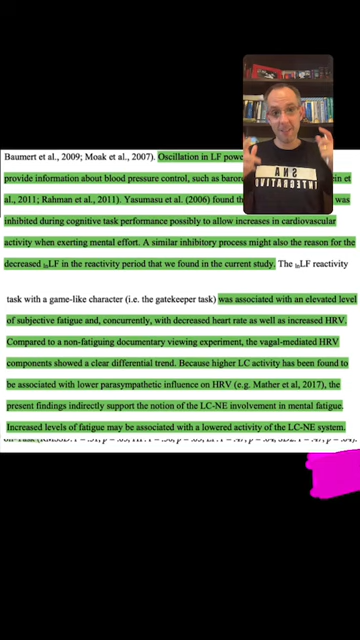 Baumert et al., 2009; Moak et al., 2007). Oscillation in LF pow
provide information about blood pressure control, such as baror
ein et
al., 2011; Rahman et al., 2011). Yasumasu et al. (2006) found th
was
inhibited during cognitive task performance possibly to allow increases in cardiovascular
activity when exerting mental effort. A similar inhibitory process might also the reason for the
decreased lnLF in the reactivity period that we found in the current study. The lnLF reactivity
task with a game-like character (i.e. the gatekeeper task) was associated with an elevated level
of subjective fatigue and, concurrently, with decreased heart rate as well as increased HRV.
Compared to a non-fatiguing documentary viewing experiment, the vagal-mediated HRV
components showed a clear differential trend. Because higher LC activity has been found to
be associated with lower parasympathetic influence on HRV (e.g. Mather et al, 2017), the
present findings indirectly support the notion of the LC-NE involvement in mental fatigue.
Increased levels of fatigue may be associated with a lowered activity of the LC-NE system.
SNA
INTEGRATIVE